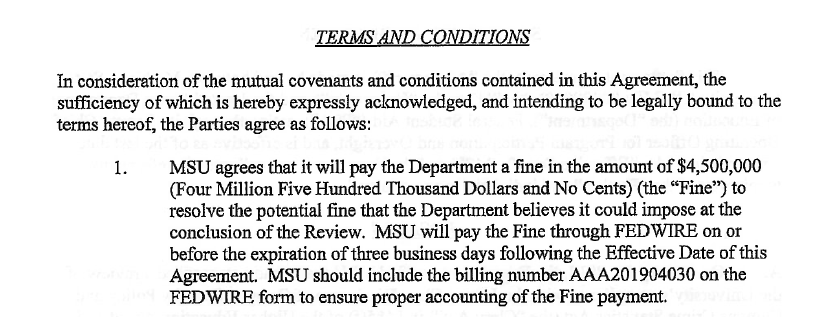 TERMS AND CONDITIONS
In consideration of the mutual covenants and conditions contained in this Agreement, the
sufficiency of which is hereby expressly acknowledged, and intending to be legally bound to the
terms hereof, the Parties agree as follows:
1. MSU agrees that it will pay the Department a fine in the amount of $4,500,000
(Four Million Five Hundred Thousand Dollars and No Cents) (the “Fine”) to
resolve the potential fine that the Department believes it could impose at the
conclusion of the Review. MSU will pay the Fine through FEDWIRE on or
before the expiration of three business days following the Effective Date of this
Agreement. MSU should include the billing number AAA201904030 on the
FEDWIRE form to ensure proper accounting of the Fine payment.